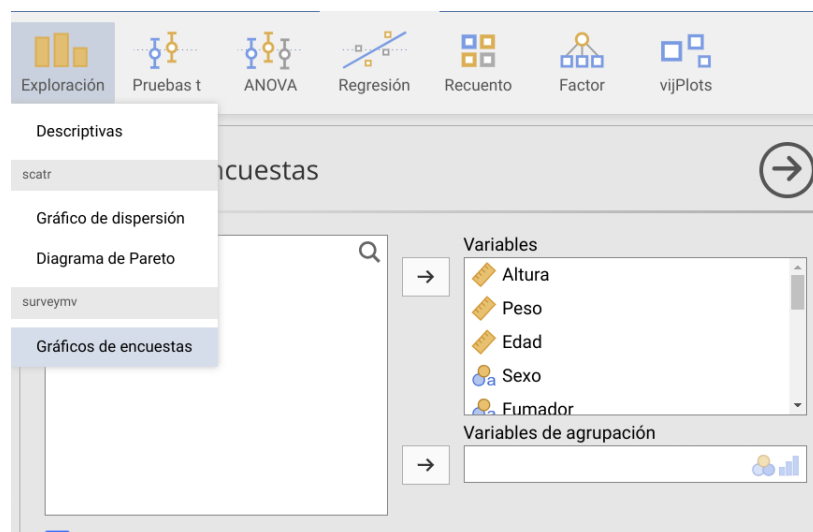 Exploración
Pruebas t
ANOVA
Regresión
Recuento
Factor
vijPlots
Descriptivas
scatr
Gráfico de dispersión
Diagrama de Pareto
surveymv
Gráficos de encuestas
ncuestas
Variables
Altura
Peso
Edad
a Sexo
a Fumador
Variables de agrupación